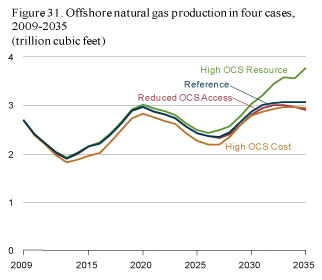 Figure 31. Offshore natural gas production in four cases,
2009-2035
(trillion cubic feet)
4
High OCS Resource
Reference
3
Reduced OCS Access
High OCS Cost
2
1
0
2009
2015
2020
2025
2030
2035